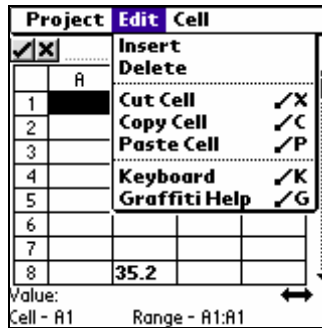 Project Edit Cell
Insert
Delete
A
1 Cut Cell /X
2 Copy Cell /C
3 Paste Cell /P
4 Keyboard /K
5 Graffiti Help /G
6
7
8 35.2
Value:
Cell - A1 Range - A1:A1